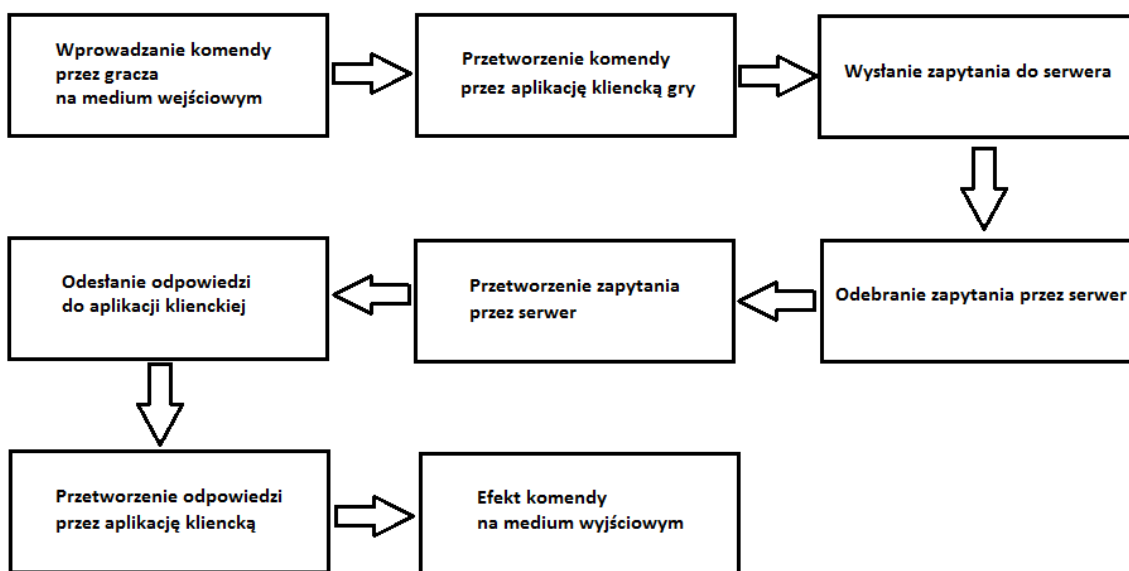 Wprowadzanie komendy
przez gracza
na medium wejściowym
Przetworzenie komendy
przez aplikację kliencką gry
Wysłanie zapytania do serwera
Odebranie zapytania przez serwer
Przetworzenie zapytania
przez serwer
Odesłanie odpowiedzi
do aplikacji klienckiej
Przetworzenie odpowiedzi
przez aplikację kliencką
Efekt komendy
na medium wyjściowym